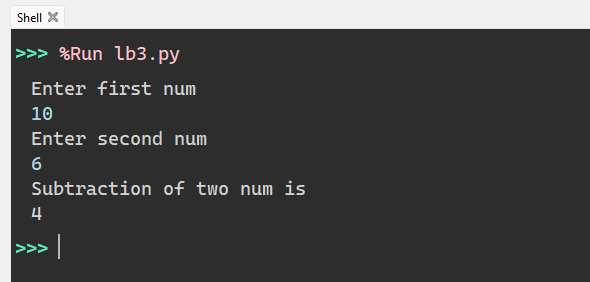 Shell
>>> %Run lb3.py
Enter first num
10
Enter second num
6
Subtraction of two num is
4
>>>